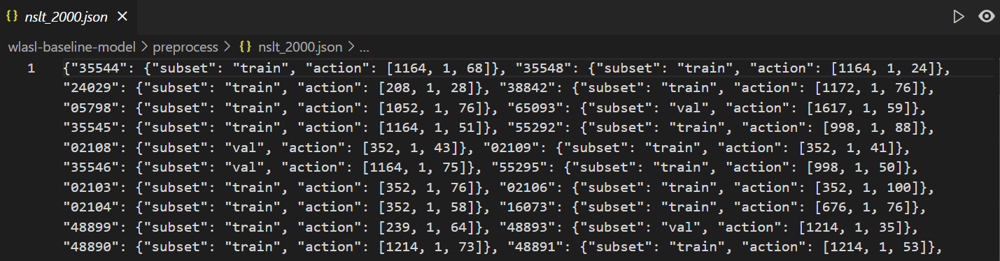 {} nslt_2000.json ×
wlasl-baseline-model > preprocess > {} nslt_2000.json > ...
1 {"35544": {"subset": "train", "action": [1164, 1, 68]}, "35548": {"subset": "train", "action": [1164, 1, 24]},
"24029": {"subset": "train", "action": [208, 1, 28]}, "38842": {"subset": "train", "action": [1172, 1, 76]},
"05798": {"subset": "train", "action": [1052, 1, 76]}, "65093": {"subset": "val", "action": [1617, 1, 59]},
"35545": {"subset": "train", "action": [1164, 1, 51]}, "55292": {"subset": "train", "action": [998, 1, 88]},
"02108": {"subset": "val", "action": [352, 1, 43]}, "02109": {"subset": "train", "action": [352, 1, 41]},
"35546": {"subset": "val", "action": [1164, 1, 75]}, "55295": {"subset": "train", "action": [998, 1, 50]},
"02103": {"subset": "train", "action": [352, 1, 76]}, "02106": {"subset": "train", "action": [352, 1, 100]},
"02104": {"subset": "train", "action": [352, 1, 58]}, "16073": {"subset": "train", "action": [676, 1, 76]},
"48899": {"subset": "train", "action": [239, 1, 64]}, "48893": {"subset": "val", "action": [1214, 1, 35]},
"48890": {"subset": "train", "action": [1214, 1, 73]}, "48891": {"subset": "train", "action": [1214, 1, 53]},